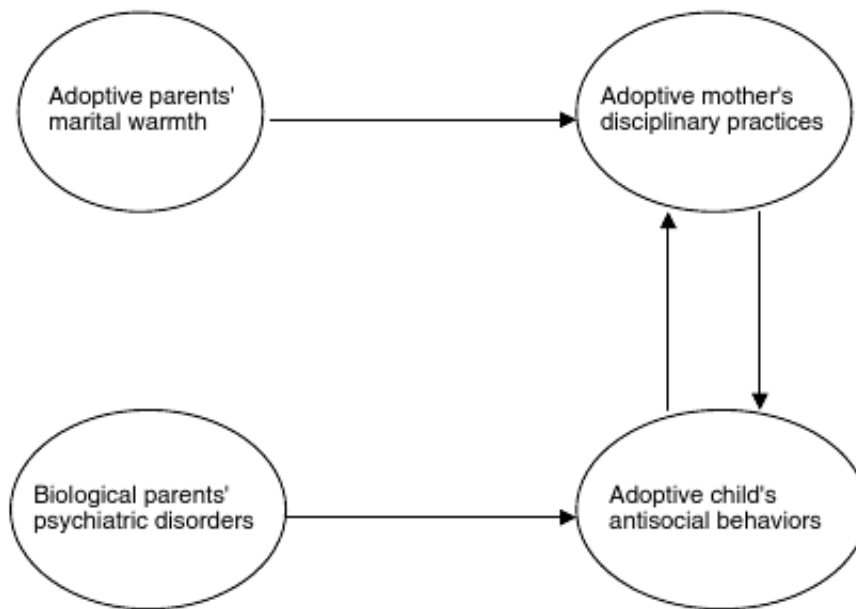 Adoptive parents'
marital warmth
Adoptive mother's
disciplinary practices
Biological parents'
psychiatric disorders
Adoptive child's
antisocial behaviors